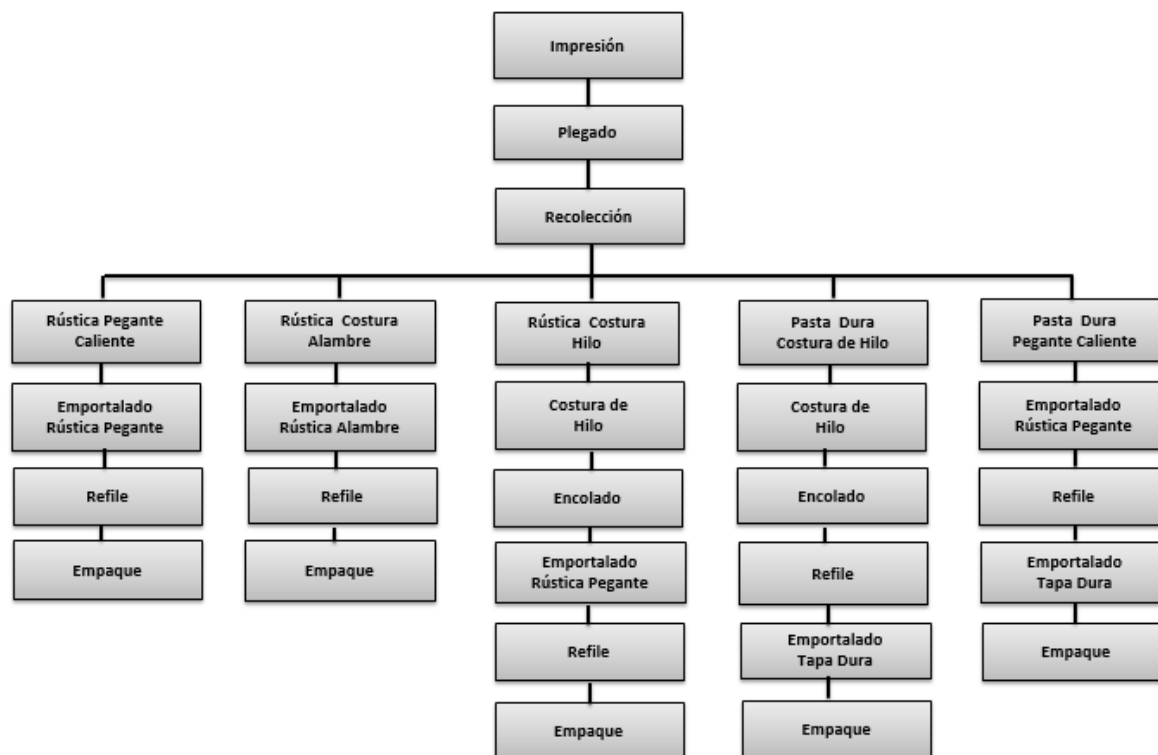 Impresión
Plegado
Recolección
Rústica Pegante
Caliente
Emportalado
Rústica Pegante
Refile
Empaque
Rústica Costura
Alambre
Emportalado
Rústica Alambre
Refile
Empaque
Rústica Costura
Hilo
Costura de
Hilo
Encolado
Emportalado
Rústica Pegante
Refile
Empaque
Pasta Dura
Costura de Hilo
Costura de
Hilo
Encolado
Refile
Emportalado
Tapa Dura
Empaque
Pasta Dura
Pegante Caliente
Emportalado
Rústica Pegante
Refile
Emportalado
Tapa Dura
Empaque